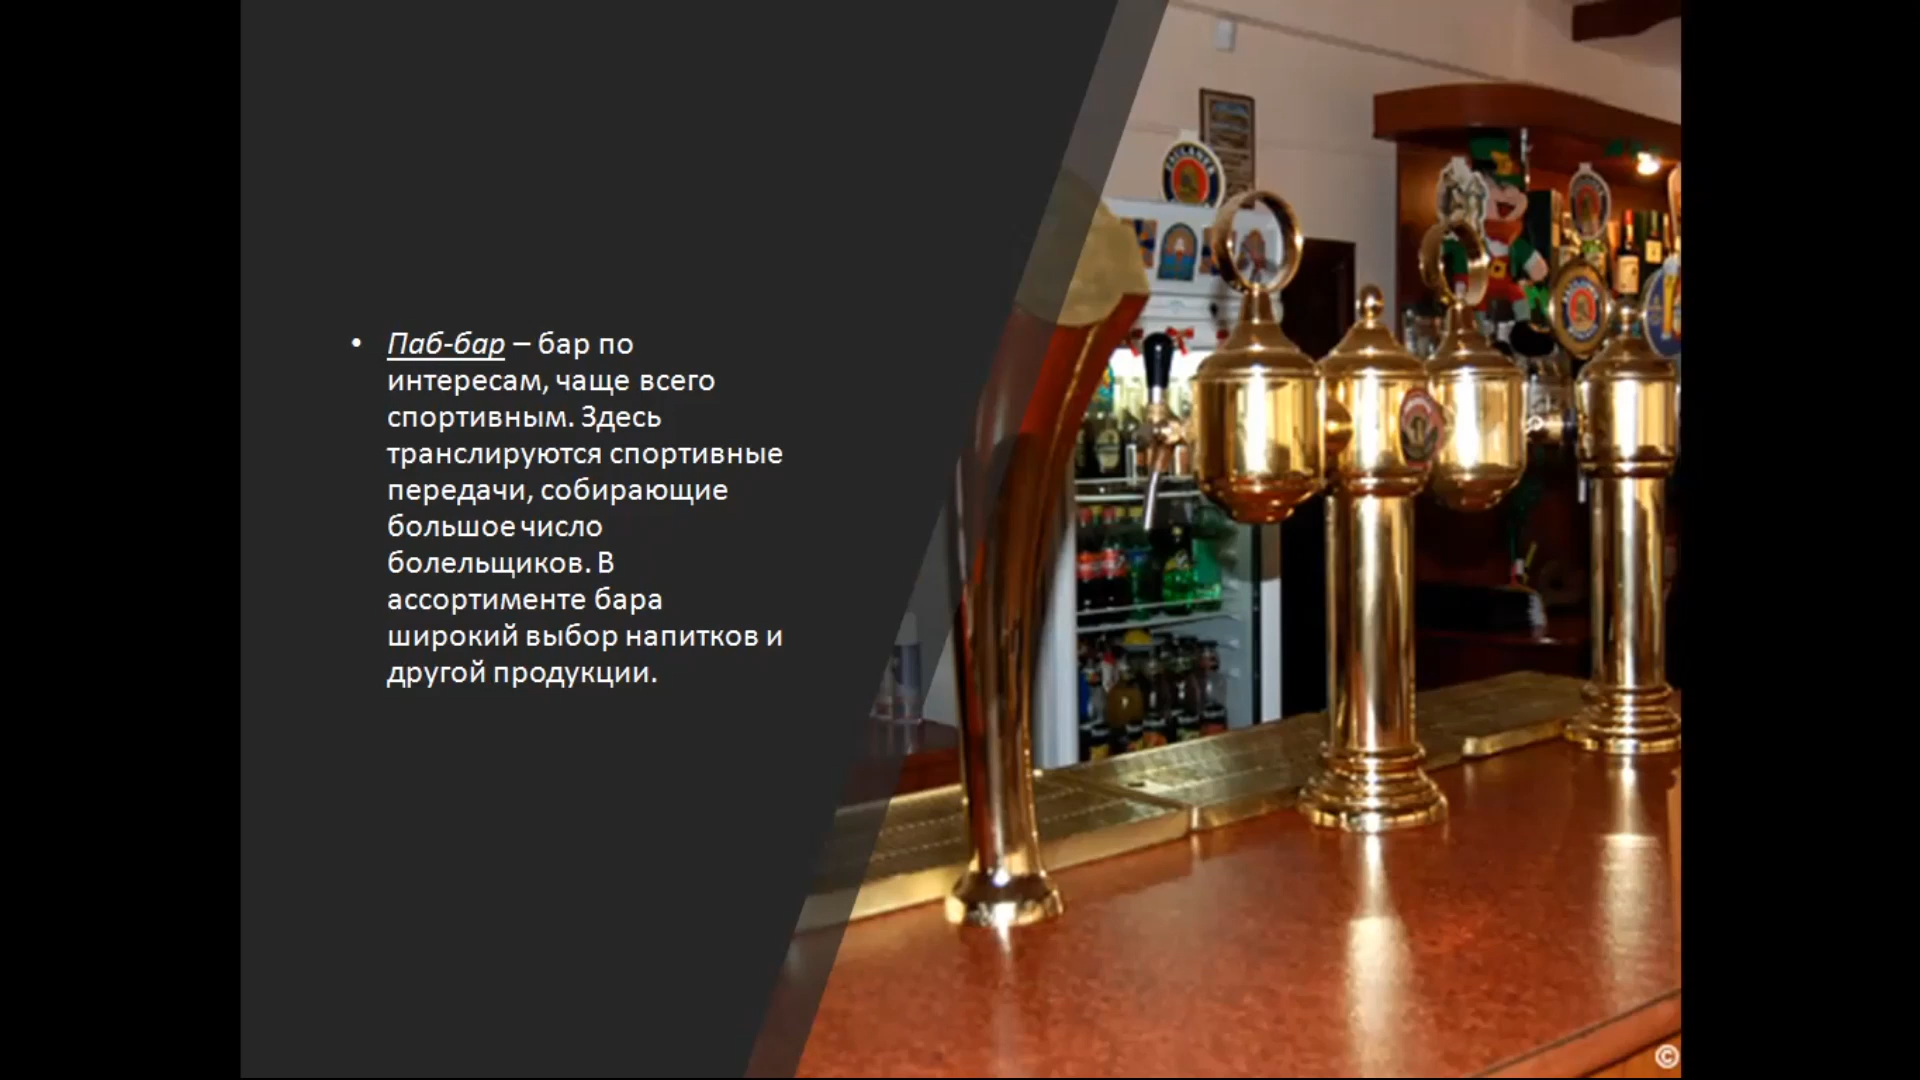 • Паб-бар – бар по
интересам, чаще всего
спортивным. Здесь
транслируются спортивные
передачи, собирающие
большое число
болельщиков. В
ассортименте бара
широкий выбор напитков и
другой продукции.
PAULANER
©